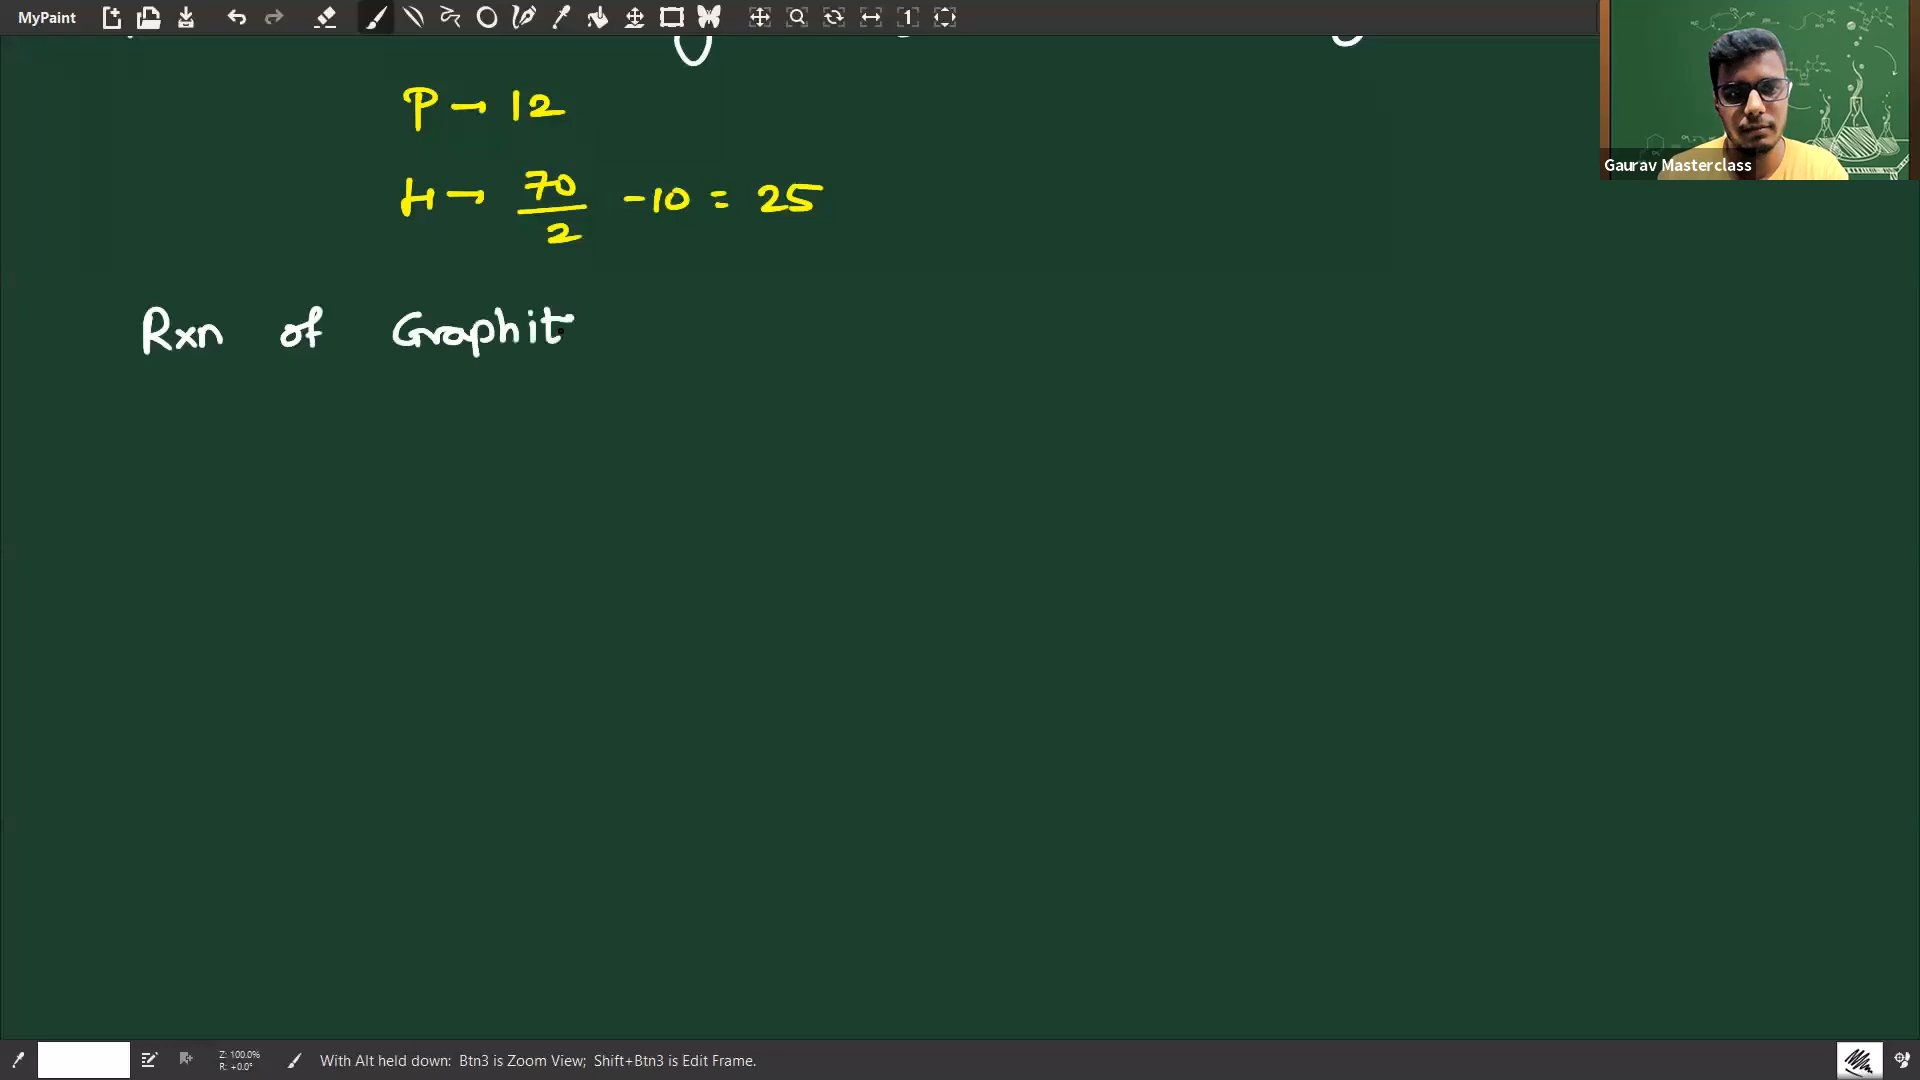 MyPaint
P → 12
H → 70/2 - 10 = 25
Gaurav Masterclass
Rxn of Graphit
Z: 100.0%
R: +0.0°
With Alt held down: Btn3 is Zoom View; Shift+Btn3 is Edit Frame.